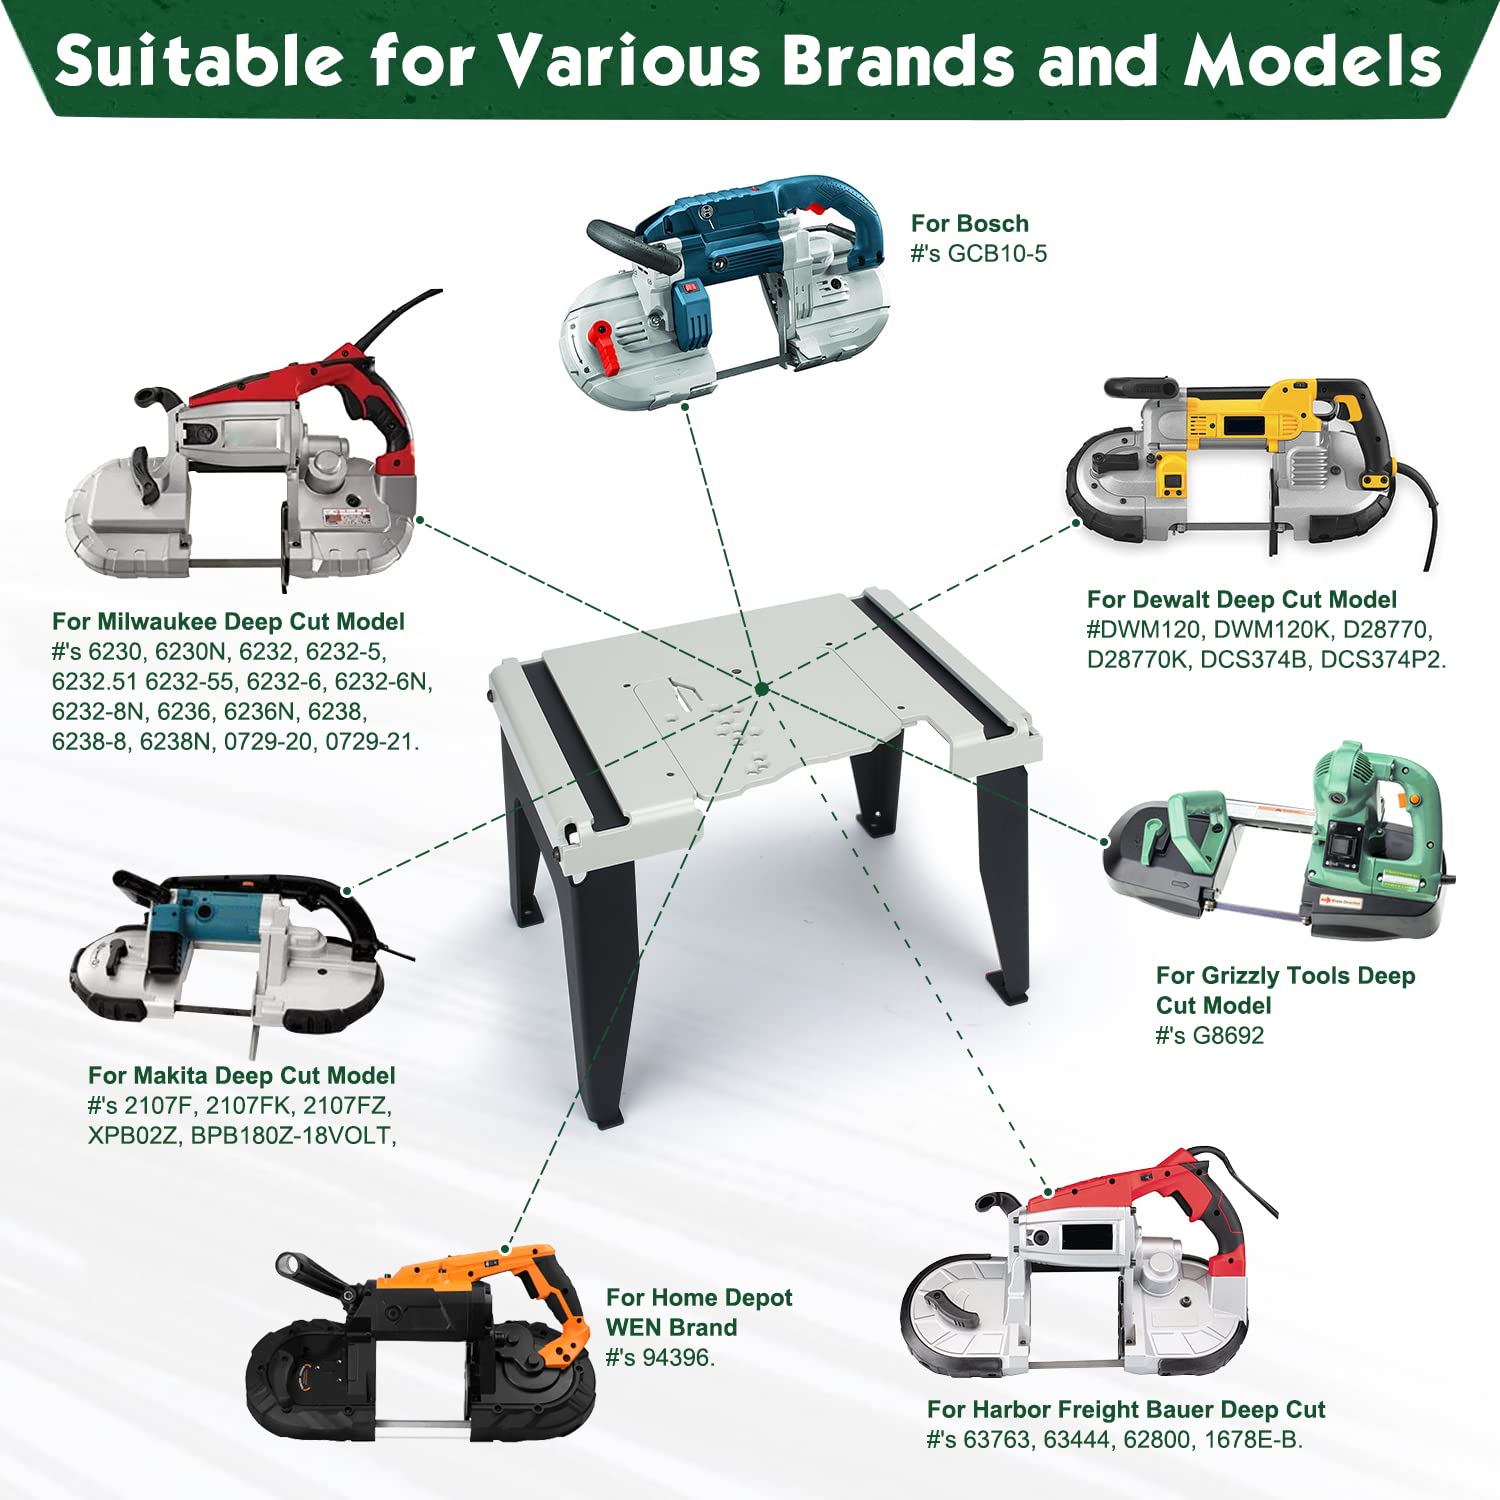 Suitable for Various Brands and Models
For Bosch
#'s GCB10-5
For Milwaukee Deep Cut Model
#'s 6230, 6230N, 6232, 6232-5,
6232.51 6232-55, 6232-6, 6232-6N,
6232-8N, 6236, 6236N, 6238,
6238-8, 6238N, 0729-20, 0729-21.
For Dewalt Deep Cut Model
#DWM120, DWM120K, D28770,
D28770K, DCS374B, DCS374P2.
For Grizzly Tools Deep
Cut Model
#'s G8692
For Makita Deep Cut Model
#'s 2107F, 2107FK, 2107FZ,
XPB02Z, BPB180Z-18VOLT,
For Home Depot
WEN Brand
#'s 94396.
For Harbor Freight Bauer Deep Cut
#'s 63763, 63444, 62800, 1678E-B.